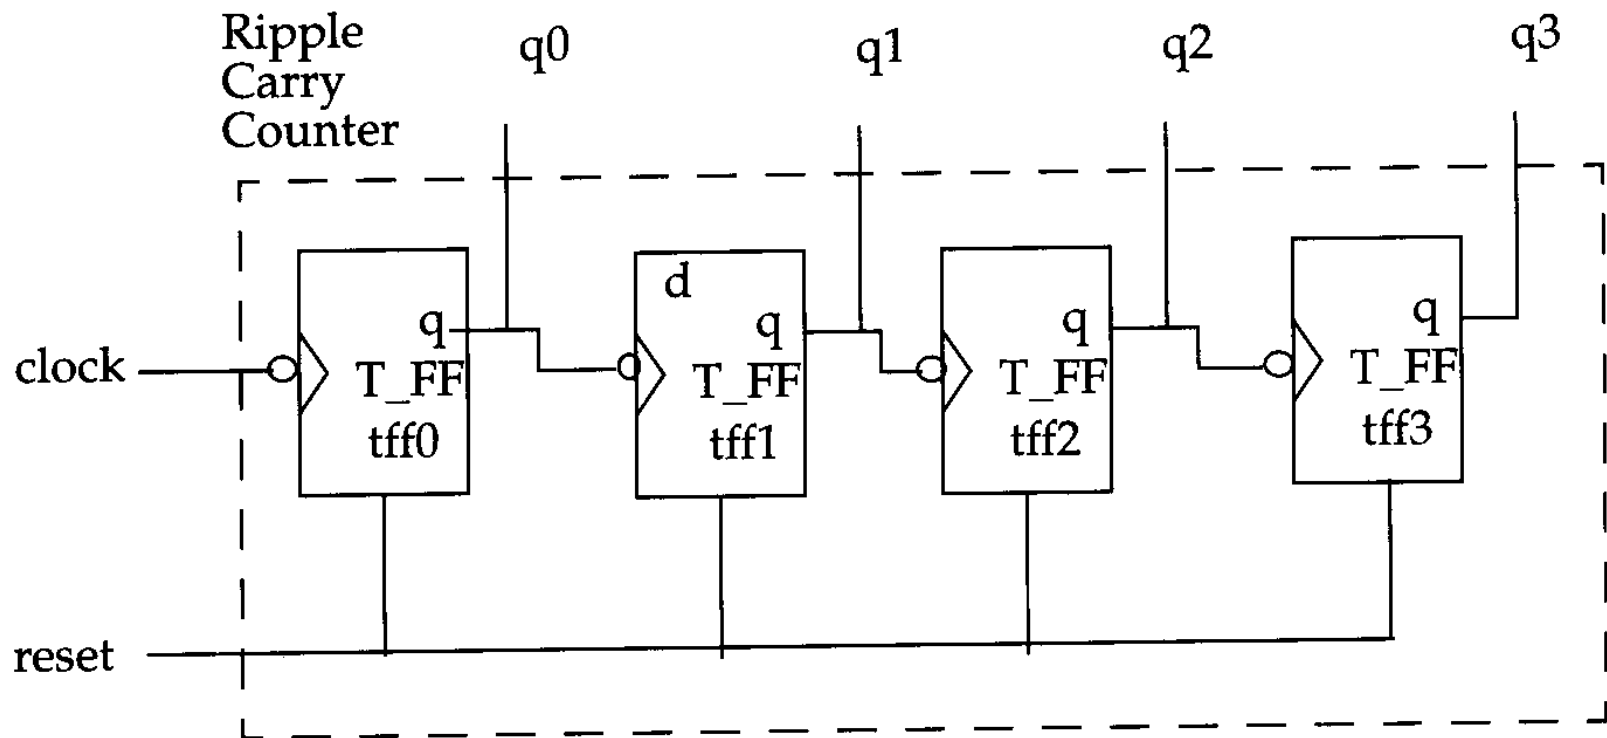 Ripple
Carry
Counter
q0
q1
q2
q3
d
q
q
q
q
clock
T_FF
T_FF
T_FF
T_FF
tff0
tff1
tff2
tff3
reset